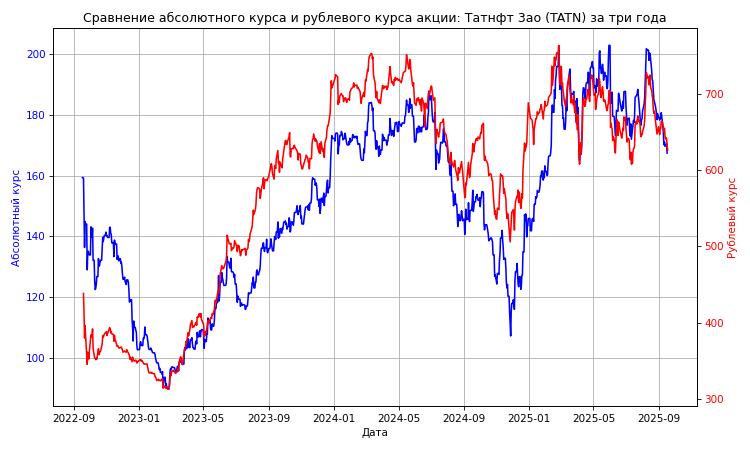 Сравнение абсолютного курса и рублевого курса акции: Татнфт 3ао (TATN) за три года
Абсолютный курс
200
180
160
140
120
100
Рублевый курс
700
600
500
400
300
2022-09 2023-01 2023-05 2023-09 2024-01 2024-05 2024-09 2025-01 2025-05 2025-09
Дата